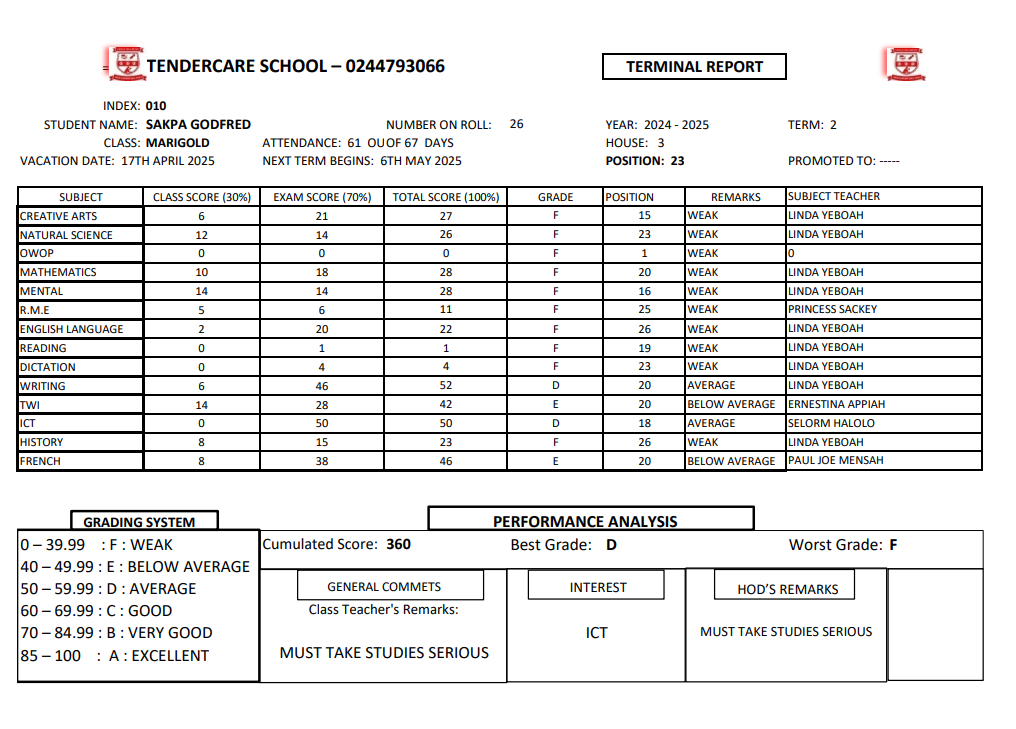 TENDERCARE SCHOOL – 0244793066 TERMINAL REPORT
INDEX: 010
STUDENT NAME: SAKPA GODFRED NUMBER ON ROLL: 26 YEAR: 2024 - 2025 TERM: 2
CLASS: MARIGOLD ATTENDANCE: 61 OUOF 67 DAYS HOUSE: 3
VACATION DATE: 17TH APRIL 2025 NEXT TERM BEGINS: 6TH MAY 2025 POSITION: 23 PROMOTED TO: -----
SUBJECT CLASS SCORE (30%) EXAM SCORE (70%) TOTAL SCORE (100%) GRADE POSITION REMARKS SUBJECT TEACHER
CREATIVE ARTS 6 21 27 F 15 WEAK LINDA YEBOAH
NATURAL SCIENCE 12 14 26 F 23 WEAK LINDA YEBOAH
OWOP 0 0 0 F 1 WEAK 0
MATHEMATICS 10 18 28 F 20 WEAK LINDA YEBOAH
MENTAL 14 14 28 F 16 WEAK LINDA YEBOAH
R.M.E 5 6 11 F 25 WEAK PRINCESS SACKEY
ENGLISH LANGUAGE 2 20 22 F 26 WEAK LINDA YEBOAH
READING 0 1 1 F 19 WEAK LINDA YEBOAH
DICTATION 0 4 4 F 23 WEAK LINDA YEBOAH
WRITING 6 46 52 D 20 AVERAGE LINDA YEBOAH
TWI 14 28 42 E 20 BELOW AVERAGE ERNESTINA APPIAH
ICT 0 50 50 D 18 AVERAGE SELORM HALOLO
HISTORY 8 15 23 F 26 WEAK LINDA YEBOAH
FRENCH 8 38 46 E 20 BELOW AVERAGE PAUL JOE MENSAH
GRADING SYSTEM
0 – 39.99 : F : WEAK
40 – 49.99 : E : BELOW AVERAGE
50 – 59.99 : D : AVERAGE
60 – 69.99 : C : GOOD
70 – 84.99 : B : VERY GOOD
85 – 100 : A : EXCELLENT
PERFORMANCE ANALYSIS
Cumulated Score: 360 Best Grade: D Worst Grade: F
GENERAL COMMETS
Class Teacher's Remarks:
MUST TAKE STUDIES SERIOUS
INTEREST
ICT
HOD'S REMARKS
MUST TAKE STUDIES SERIOUS